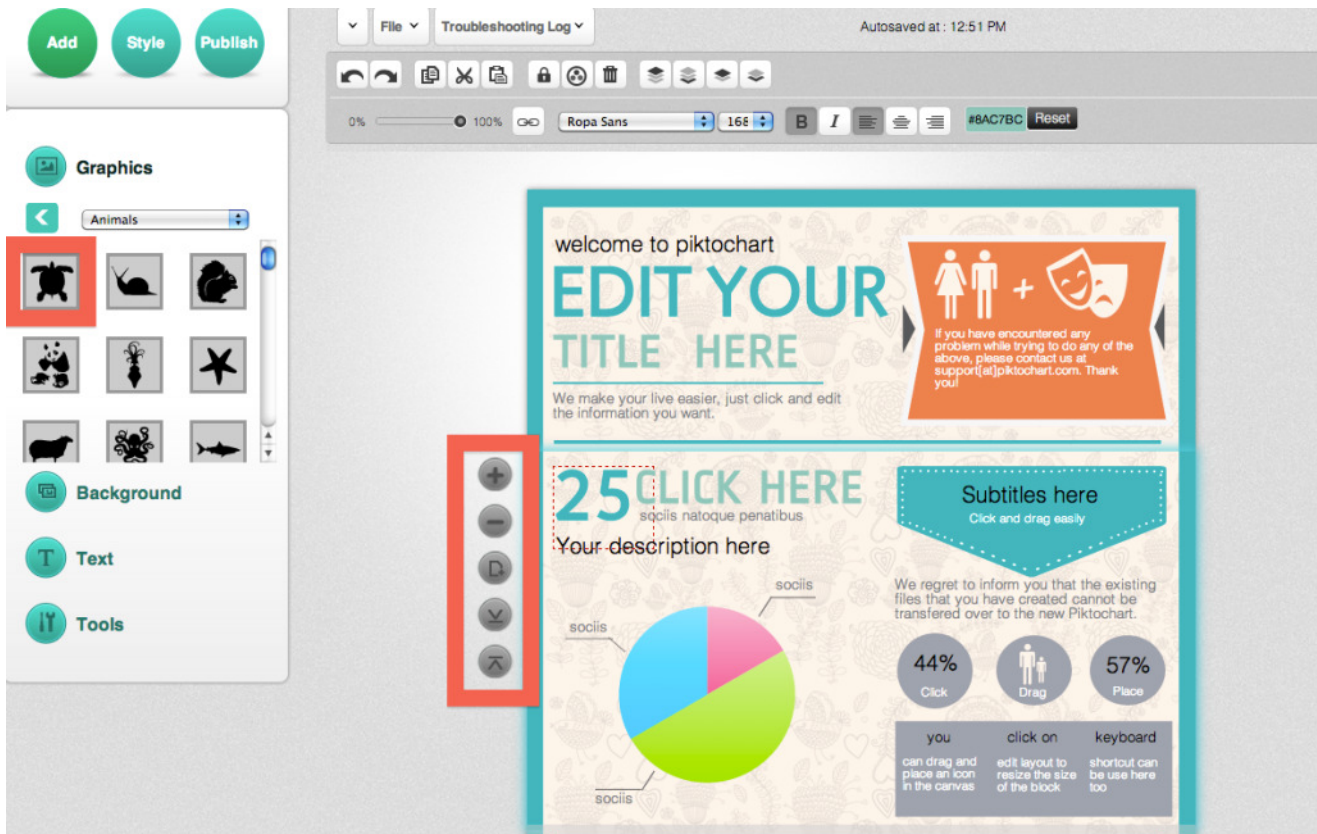 Add
Style
Publish
File
Troubleshooting Log
Autosaved at : 12:51 PM
0%
100%
Ropa Sans
168
B
I
#8AC7BC
Reset
Graphics
Animals
Background
T
Text
Tools
welcome to piktochart
EDIT YOUR
TITLE HERE
We make your live easier, just click and edit
the information you want.
+
If you have encountered any
problem while trying to do any of the
above, please contact us at
support[at]piktochart.com. Thank
you!
25
CLICK HERE
sociis natoque penatibus
Your description here
sociis
sociis
sociis
Subtitles here
Click and drag easily
We regret to inform you that the existing
files that you have created cannot be
transfered over to the new Piktochart.
44%
Click
Drag
57%
Place
you
can drag and
place an icon
in the canvas
click on
edit layout to
resize the size
of the block
keyboard
shortcut can
be use here
too